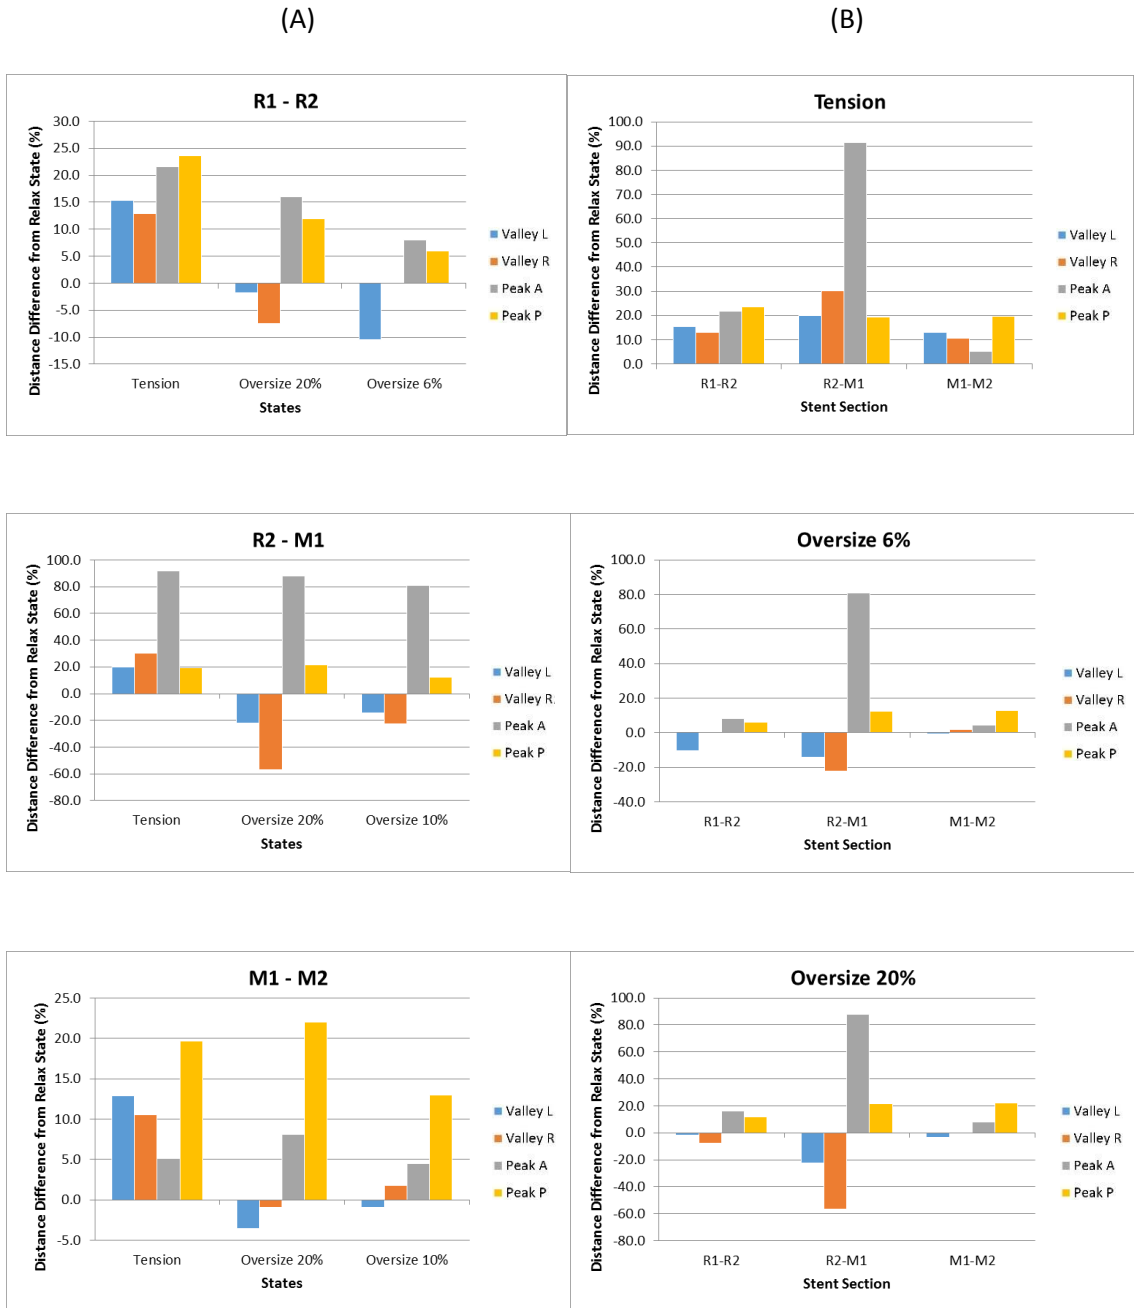 (A)
(B)
R1 - R2
Distance Difference from Relax State (%)
30.0
25.0
20.0
15.0
10.0
5.0
0.0
-5.0
-10.0
-15.0
Tension
Oversize 20%
Oversize 6%
States
Valley L
Valley R
Peak A
Peak P
Tension
Distance Difference from Relax State (%)
100.0
90.0
80.0
70.0
60.0
50.0
40.0
30.0
20.0
10.0
0.0
R1-R2
R2-M1
M1-M2
Stent Section
Valley L
Valley R
Peak A
Peak P
R2 - M1
Distance Difference from Relax State (%)
100.0
80.0
60.0
40.0
20.0
0.0
-20.0
-40.0
-60.0
-80.0
Tension
Oversize 20%
Oversize 10%
States
Valley L
Valley R
Peak A
Peak P
Oversize 6%
Distance Difference from Relax State (%)
100.0
80.0
60.0
40.0
20.0
0.0
-20.0
-40.0
R1-R2
R2-M1
M1-M2
Stent Section
Valley L
Valley R
Peak A
Peak P
M1 - M2
Distance Difference from Relax State (%)
25.0
20.0
15.0
10.0
5.0
0.0
-5.0
Tension
Oversize 20%
Oversize 10%
States
Valley L
Valley R
Peak A
Peak P
Oversize 20%
Distance Difference from Relax State (%)
100.0
80.0
60.0
40.0
20.0
0.0
-20.0
-40.0
-60.0
-80.0
R1-R2
R2-M1
M1-M2
Stent Section
Valley L
Valley R
Peak A
Peak P